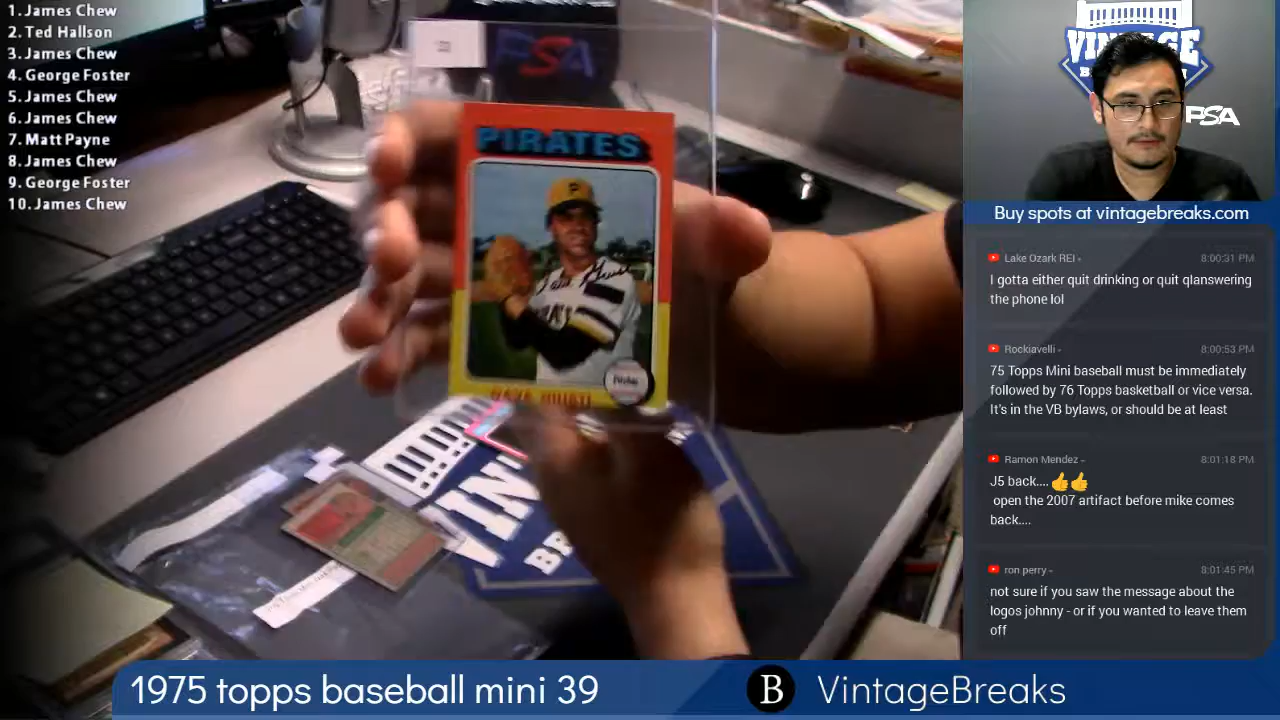 1. James Chew
2. Ted Hallson
3. James Chew
4. George Foster
5. James Chew
6. James Chew
7. Matt Payne
8. James Chew
9. George Foster
10. James Chew
PSA
PIRATES
Pitcher
VIN
BR
VINTAGE
PSA
Buy spots at vintagebreaks.com
Lake Ozark REI
8:00:31 PM
I gotta either quit drinking or quit qlanswering
the phone lol
Rockiavelli
8:00:53 PM
75 Topps Mini baseball must be immediately
followed by 76 Topps basketball or vice versa.
It's in the VB bylaws, or should be at least
Ramon Mendez
8:01:18 PM
J5 back....👍👍
open the 2007 artifact before mike comes
back....
ron perry
8:01:45 PM
not sure if you saw the message about the
logos johnny - or if you wanted to leave them
off
1975 topps baseball mini 39
B VintageBreaks